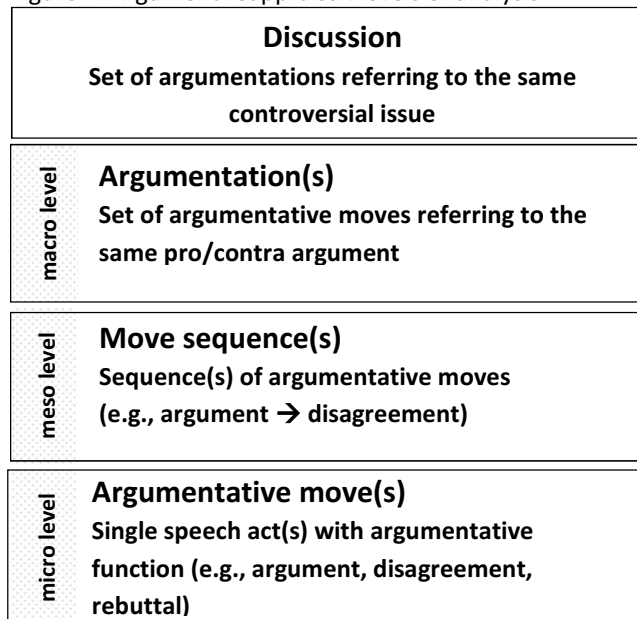 Discussion
Set of argumentations referring to the same
controversial issue
macro level
Argumentation(s)
Set of argumentative moves referring to the
same pro/contra argument
meso level
Move sequence(s)
Sequence(s) of argumentative moves
(e.g., argument → disagreement)
micro level
Argumentative move(s)
Single speech act(s) with argumentative
function (e.g., argument, disagreement,
rebuttal)